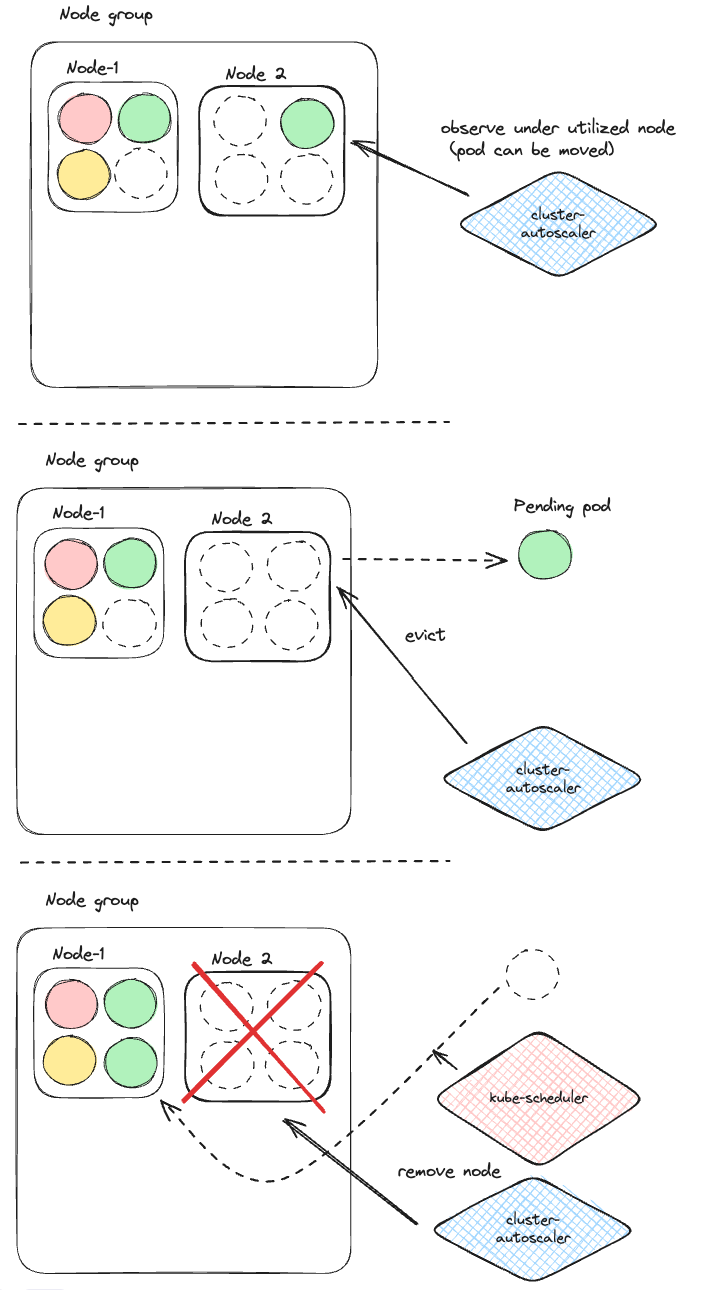 Node group
Node-1
Node 2
observe under utilized node
(pod can be moved)
cluster-
autoscaler
Node group
Node-1
Node 2
Pending pod
evict
cluster-
autoscaler
Node group
Node-1
Node 2
kube-scheduler
remove node
cluster-
autoscaler